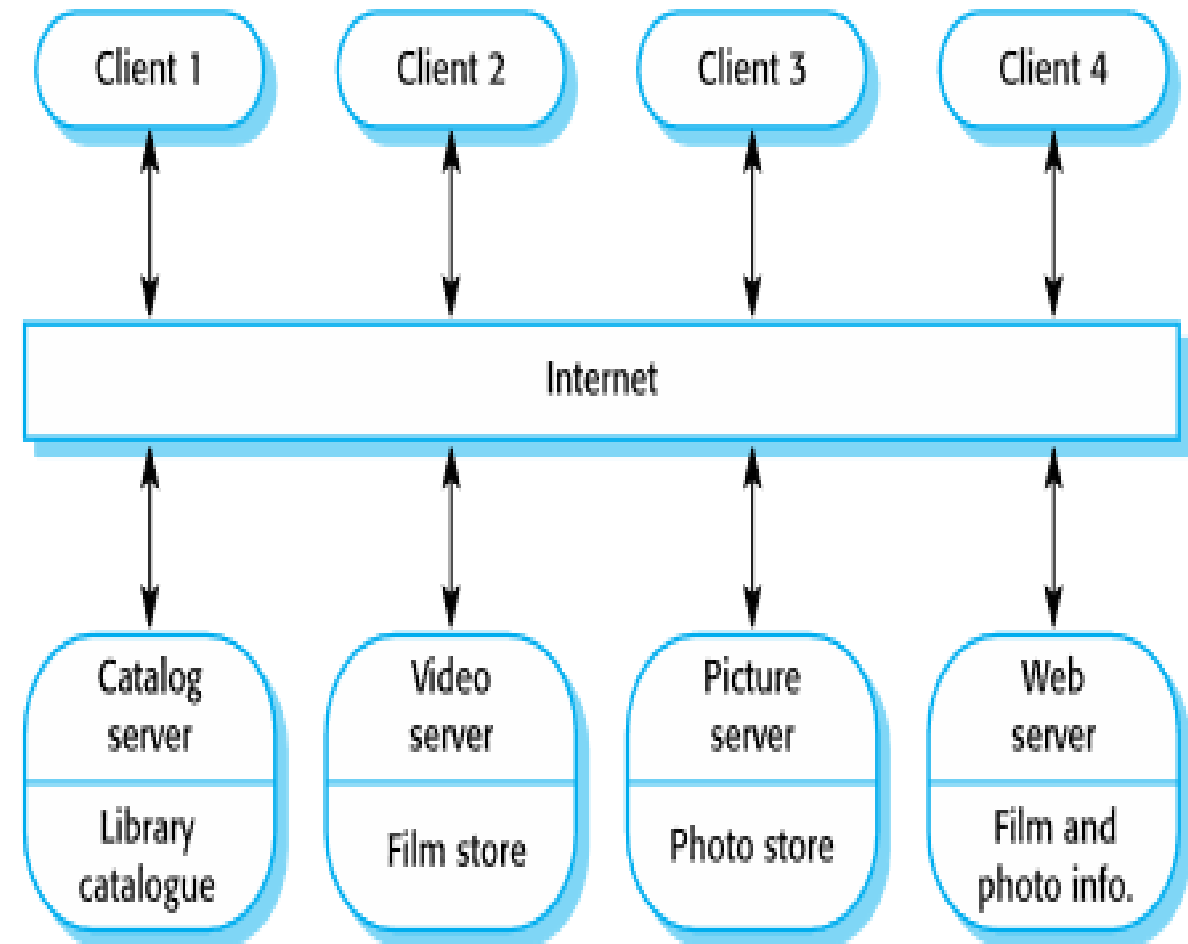 Client 1
Client 2
Client 3
Client 4
Internet
Catalog
server
Library
catalogue
Video
server
Film store
Picture
server
Photo store
Web
server
Film and
photo info.